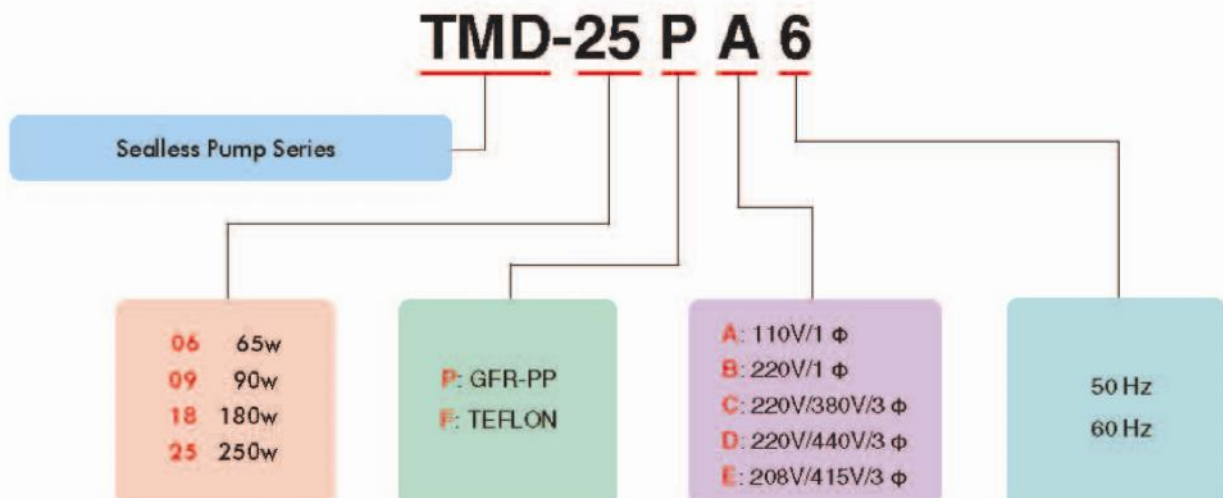 TMD-25 P A 6
Sealless Pump Series
06 65w
09 90w
18 180w
25 250w
P: GFR-PP
F: TEFLON
A: 110V/1 Φ
B: 220V/1 Φ
C: 220V/380V/3 Φ
D: 220V/440V/3 Φ
E: 208V/415V/3 Φ
50 Hz
60 Hz